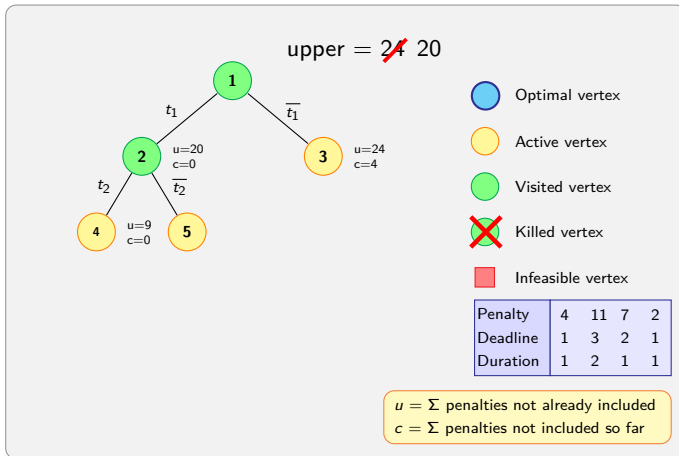 upper = 24 20
1
t₁
t̅₁
2
u=20
c=0
3
u=24
c=4
t₂
t̅₂
4
u=9
c=0
5
Optimal vertex
Active vertex
Visited vertex
Killed vertex
Infeasible vertex
Penalty 4 11 7 2
Deadline 1 3 2 1
Duration 1 2 1 1
u = Σ penalties not already included
c = Σ penalties not included so far